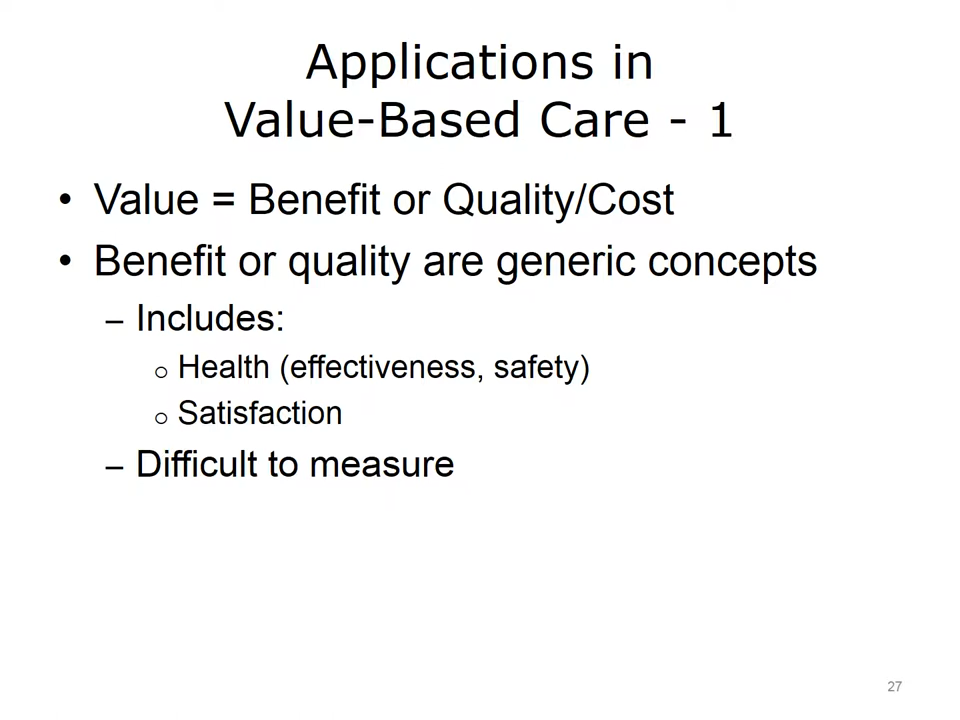 Applications in
Value-Based Care - 1
• Value = Benefit or Quality/Cost
• Benefit or quality are generic concepts
– Includes:
o Health (effectiveness, safety)
o Satisfaction
– Difficult to measure
27